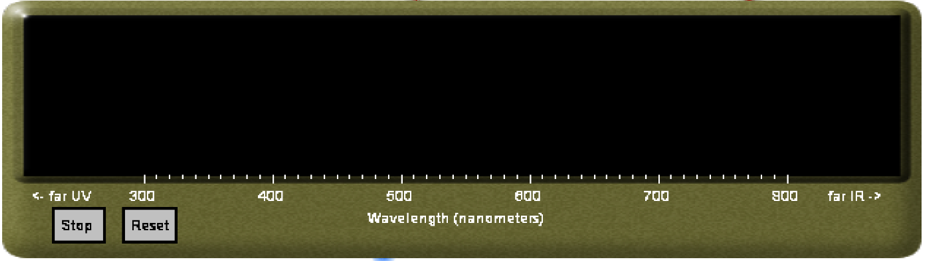 <- far UV 300 400 500 600 700 800 far IR ->
Wavelength (nanometers)
Stop Reset